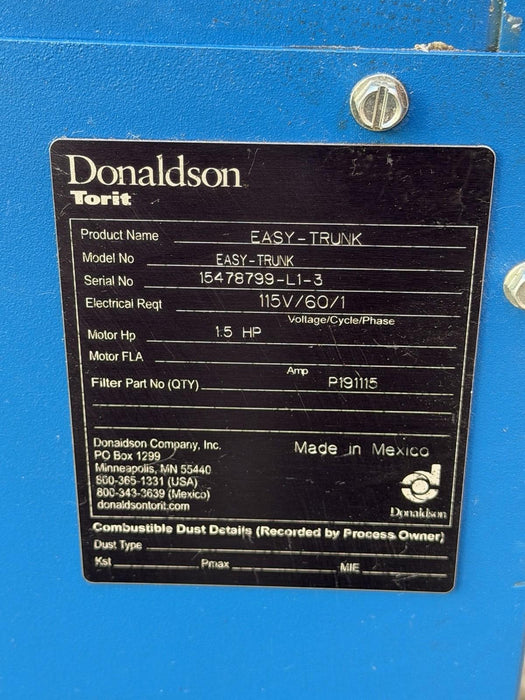 Donaldson
Torit
Product Name EASY-TRUNK
Model No EASY-TRUNK
Serial No 15478799-L1-3
Electrical Reqt 115V/60/1
Voltage/Cycle/Phase
Motor Hp 1.5 HP
Motor FLA
Amp
Filter Part No (QTY) P191115
Donaldson Company, Inc.
PO Box 1299
Minneapolis, MN 55440
800-365-1331 (USA)
800-343-3639 (Mexico)
donaldsontorit.com
Made in Mexico
Donaldson
Combustible Dust Details (Recorded by Process Owner)
Dust Type
Kst Pmax MIE